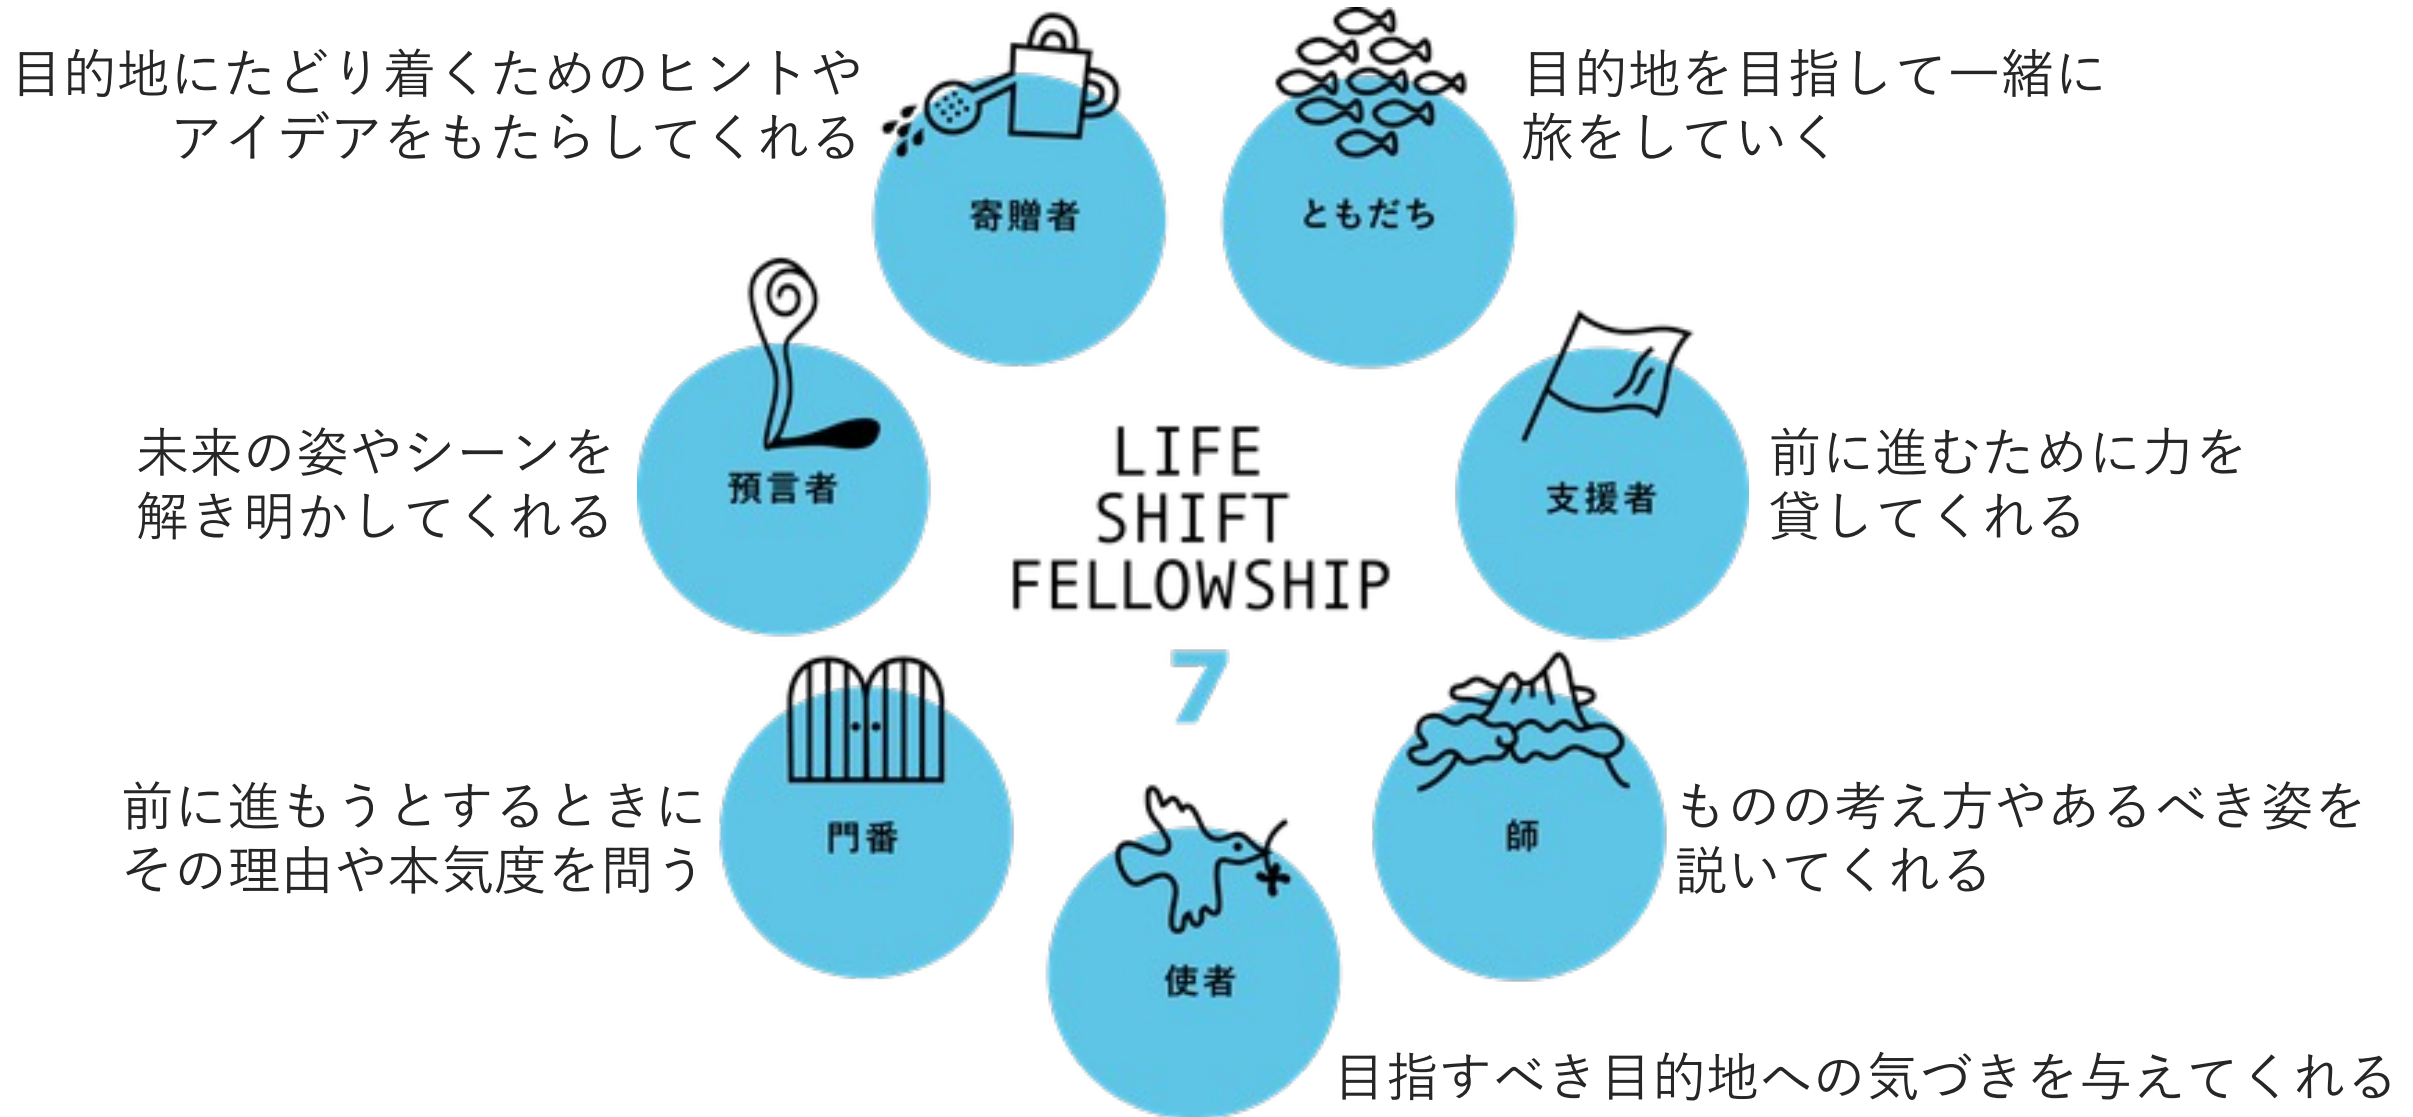 目的地にたどり着くためのヒントや
アイデアをもたらしてくれる
寄贈者
目的地を目指して一緒に
旅をしていく
ともだち
未来の姿やシーンを
解き明かしてくれる
預言者
LIFE
SHIFT
FELLOWSHIP
7
支援者
前に進むために力を
貸してくれる
前に進もうとするときに
その理由や本気度を問う
門番
師
ものの考え方やあるべき姿を
説いてくれる
使者
目指すべき目的地への気づきを与えてくれる